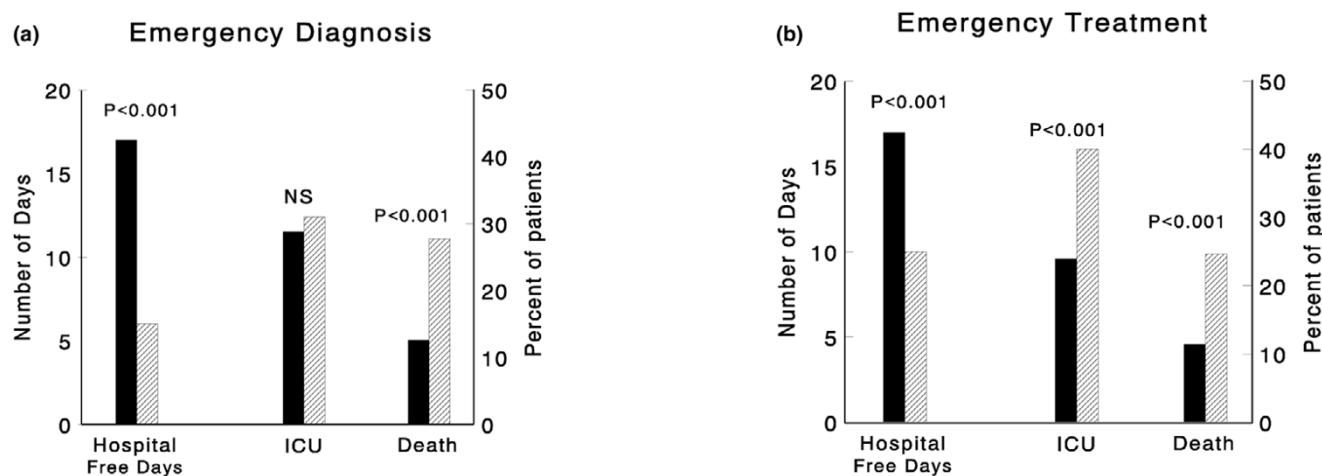 (a) Emergency Diagnosis
20
15
10
5
0
Number of Days
P<0.001
NS
P<0.001
50
40
30
20
10
0
Percent of patients
Hospital
Free Days
ICU
Death
(b) Emergency Treatment
20
15
10
5
0
Number of Days
P<0.001
P<0.001
P<0.001
50
40
30
20
10
0
Percent of patients
Hospital
Free Days
ICU
Death